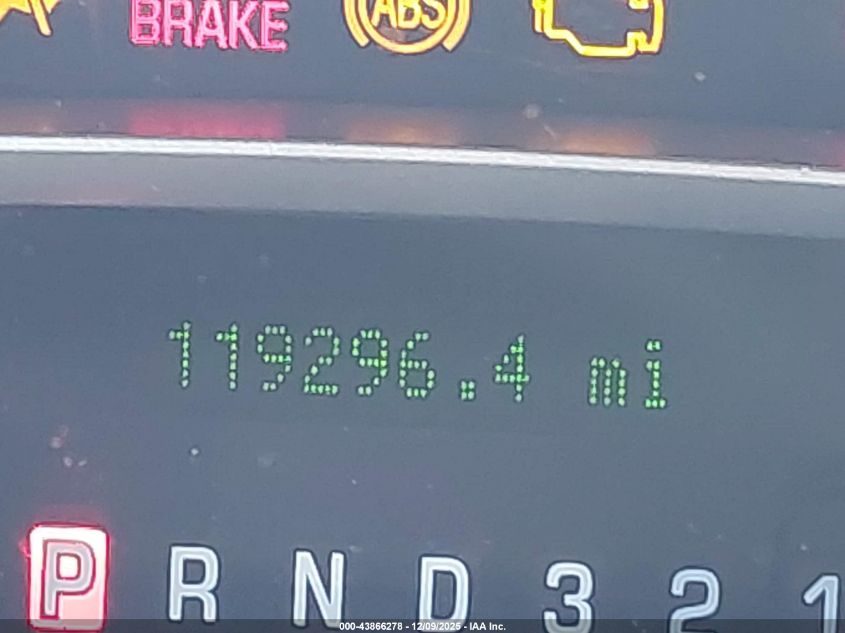 BRAKE ABS
119296.4 mi
P R N D 3 2 1
000-43866278 - 12/09/2025 - IAA Inc.